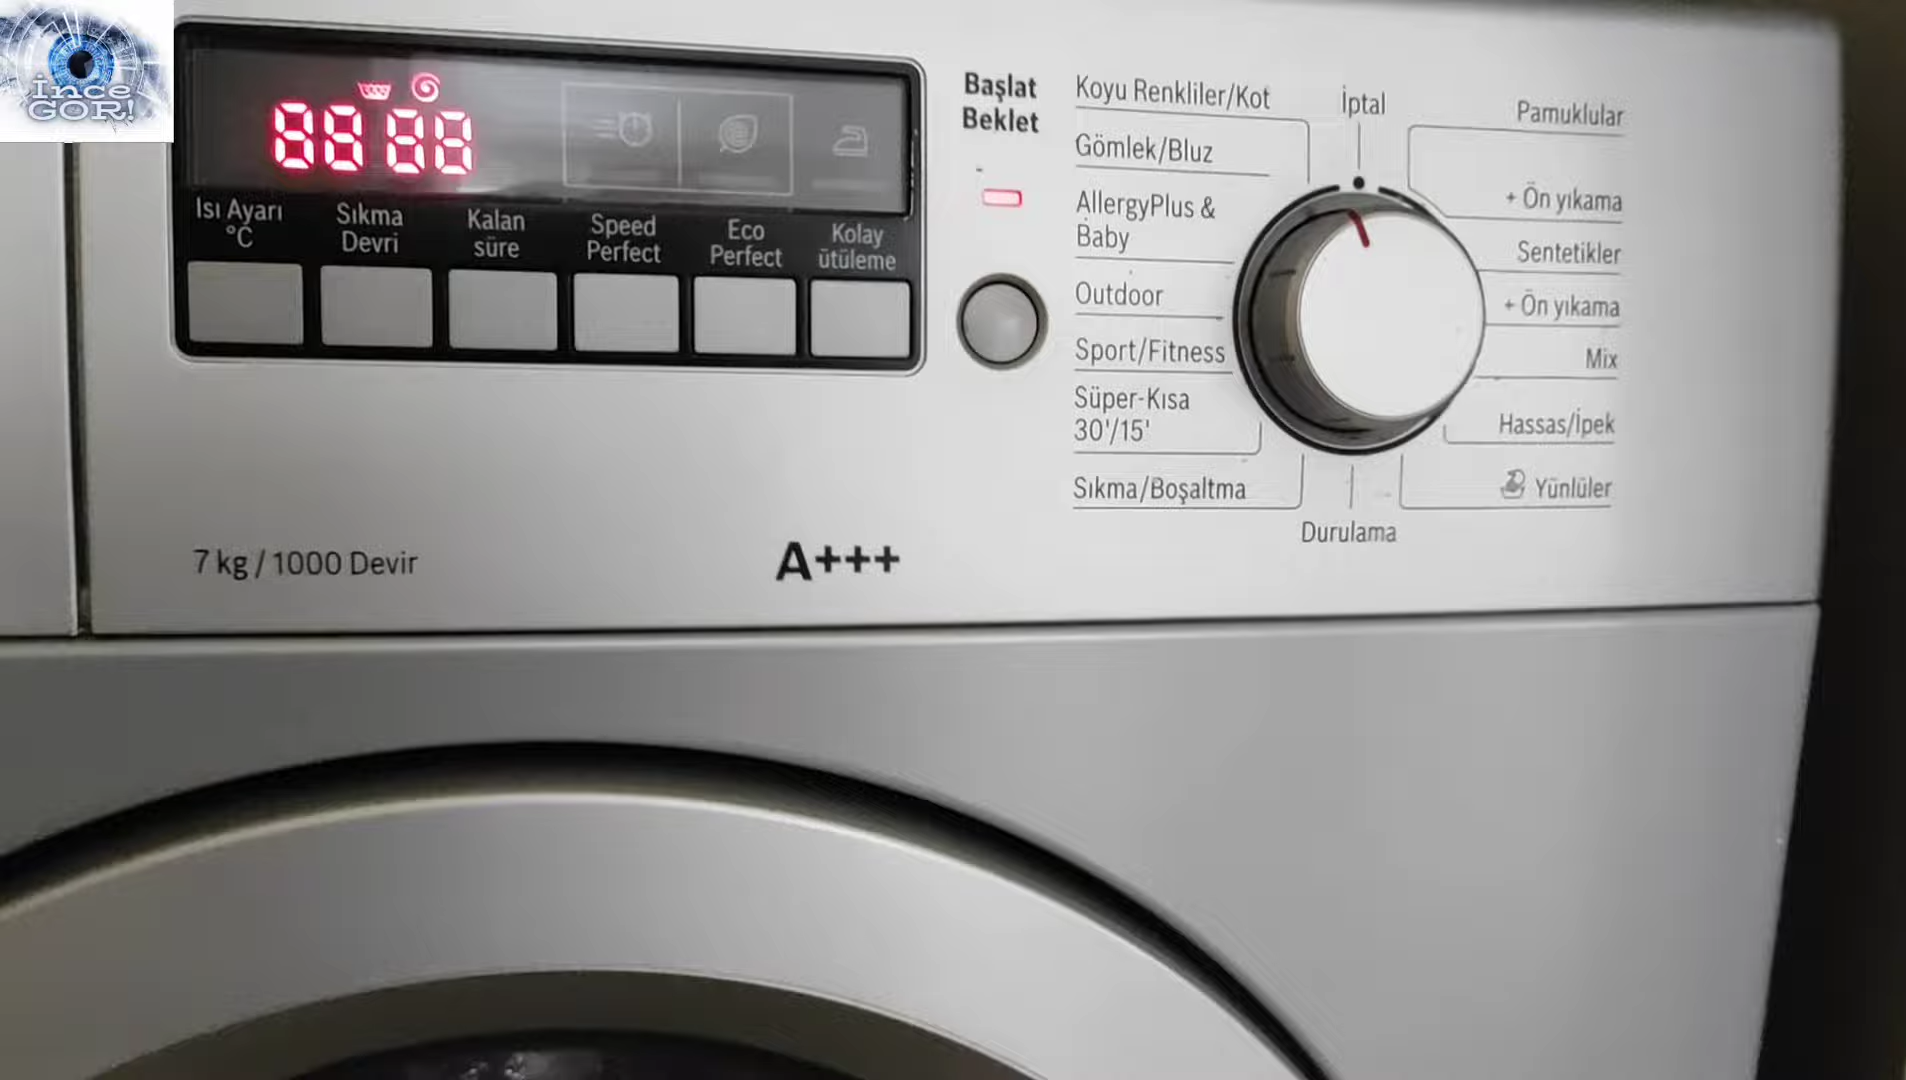 İnce
GÖR!
88 88
Isı Ayarı
°C
Sıkma
Devri
Kalan
süre
Speed
Perfect
Eco
Perfect
Kolay
ütüleme
Başlat
Beklet
Koyu Renkliler/Kot
Gömlek/Bluz
AllergyPlus &
Baby
Outdoor
Sport/Fitness
Süper-Kısa
30'/15'
Sıkma/Boşaltma
İptal
Durulama
Pamuklular
+ Ön yıkama
Sentetikler
+ Ön yıkama
Mix
Hassas/İpek
Yünlüler
7 kg / 1000 Devir
A+++